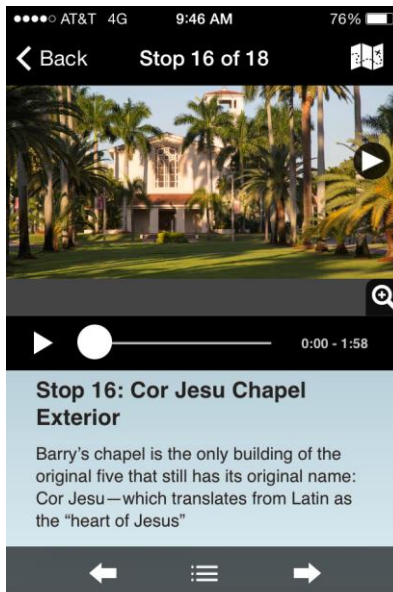 AT&T 4G 9:46 AM 76%
Back Stop 16 of 18
0:00 - 1:58
Stop 16: Cor Jesu Chapel
Exterior
Barry’s chapel is the only building of the
original five that still has its original name:
Cor Jesu—which translates from Latin as
the “heart of Jesus”